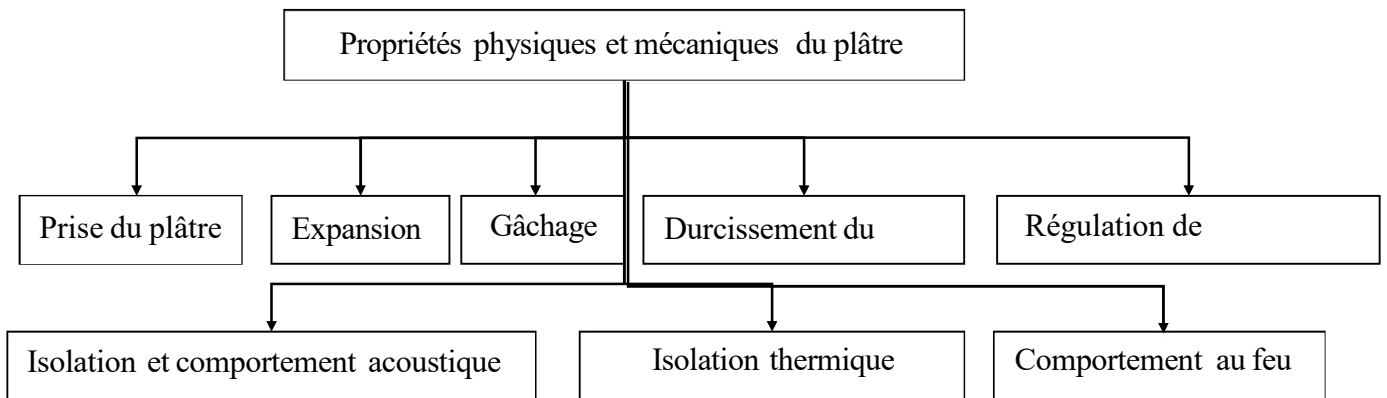 Propriétés physiques et mécaniques du plâtre
Prise du plâtre
Expansion
Gâchage
Durcissement du
Régulation de
Isolation et comportement acoustique
Isolation thermique
Comportement au feu